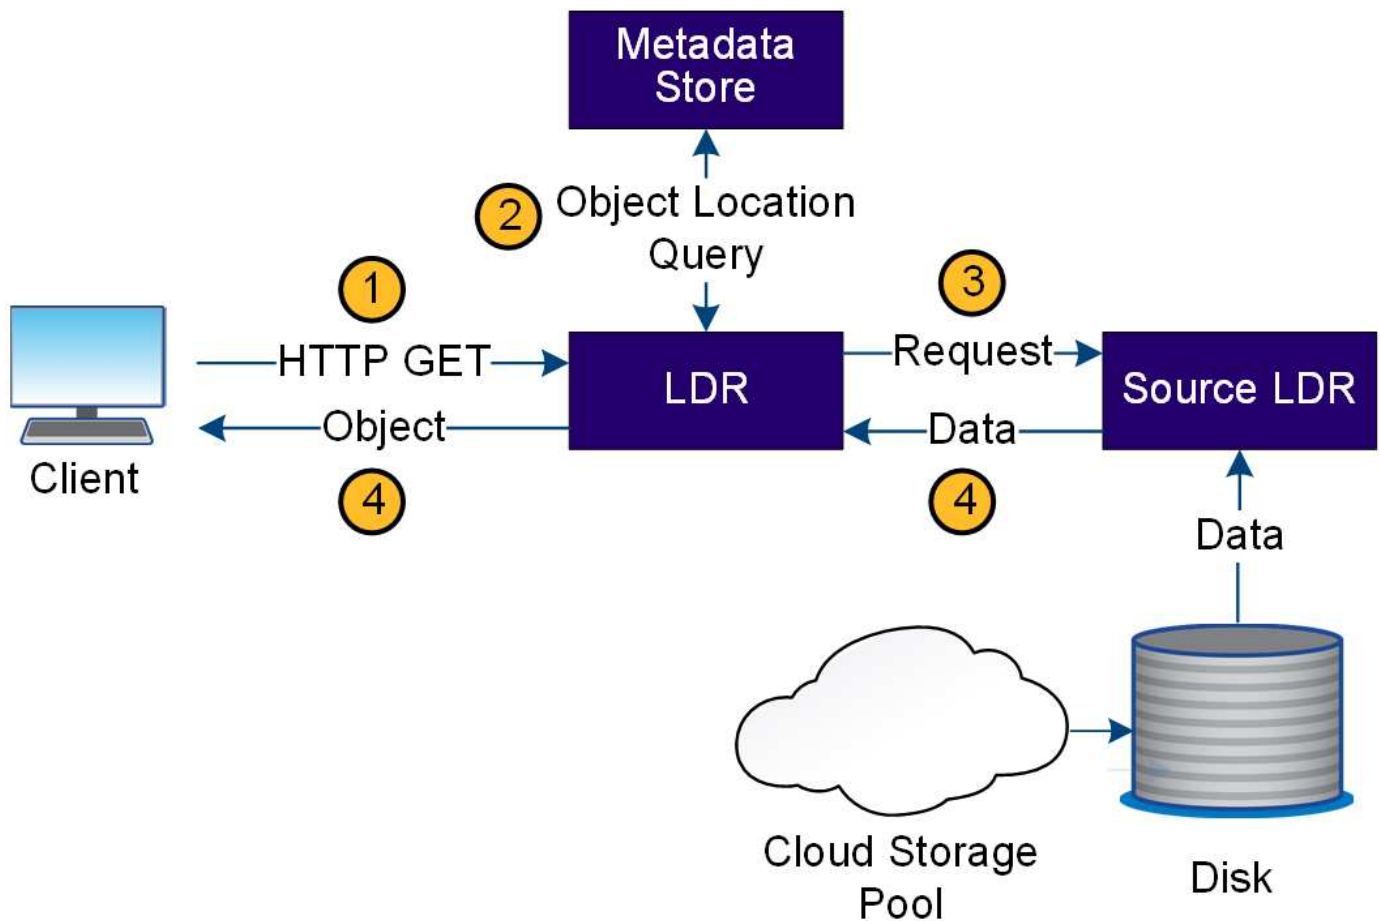 Metadata
Store
2
Object Location
Query
1
3
HTTP GET
LDR
Request
Source LDR
Object
Data
Client
4
4
Data
Cloud Storage
Pool
Disk